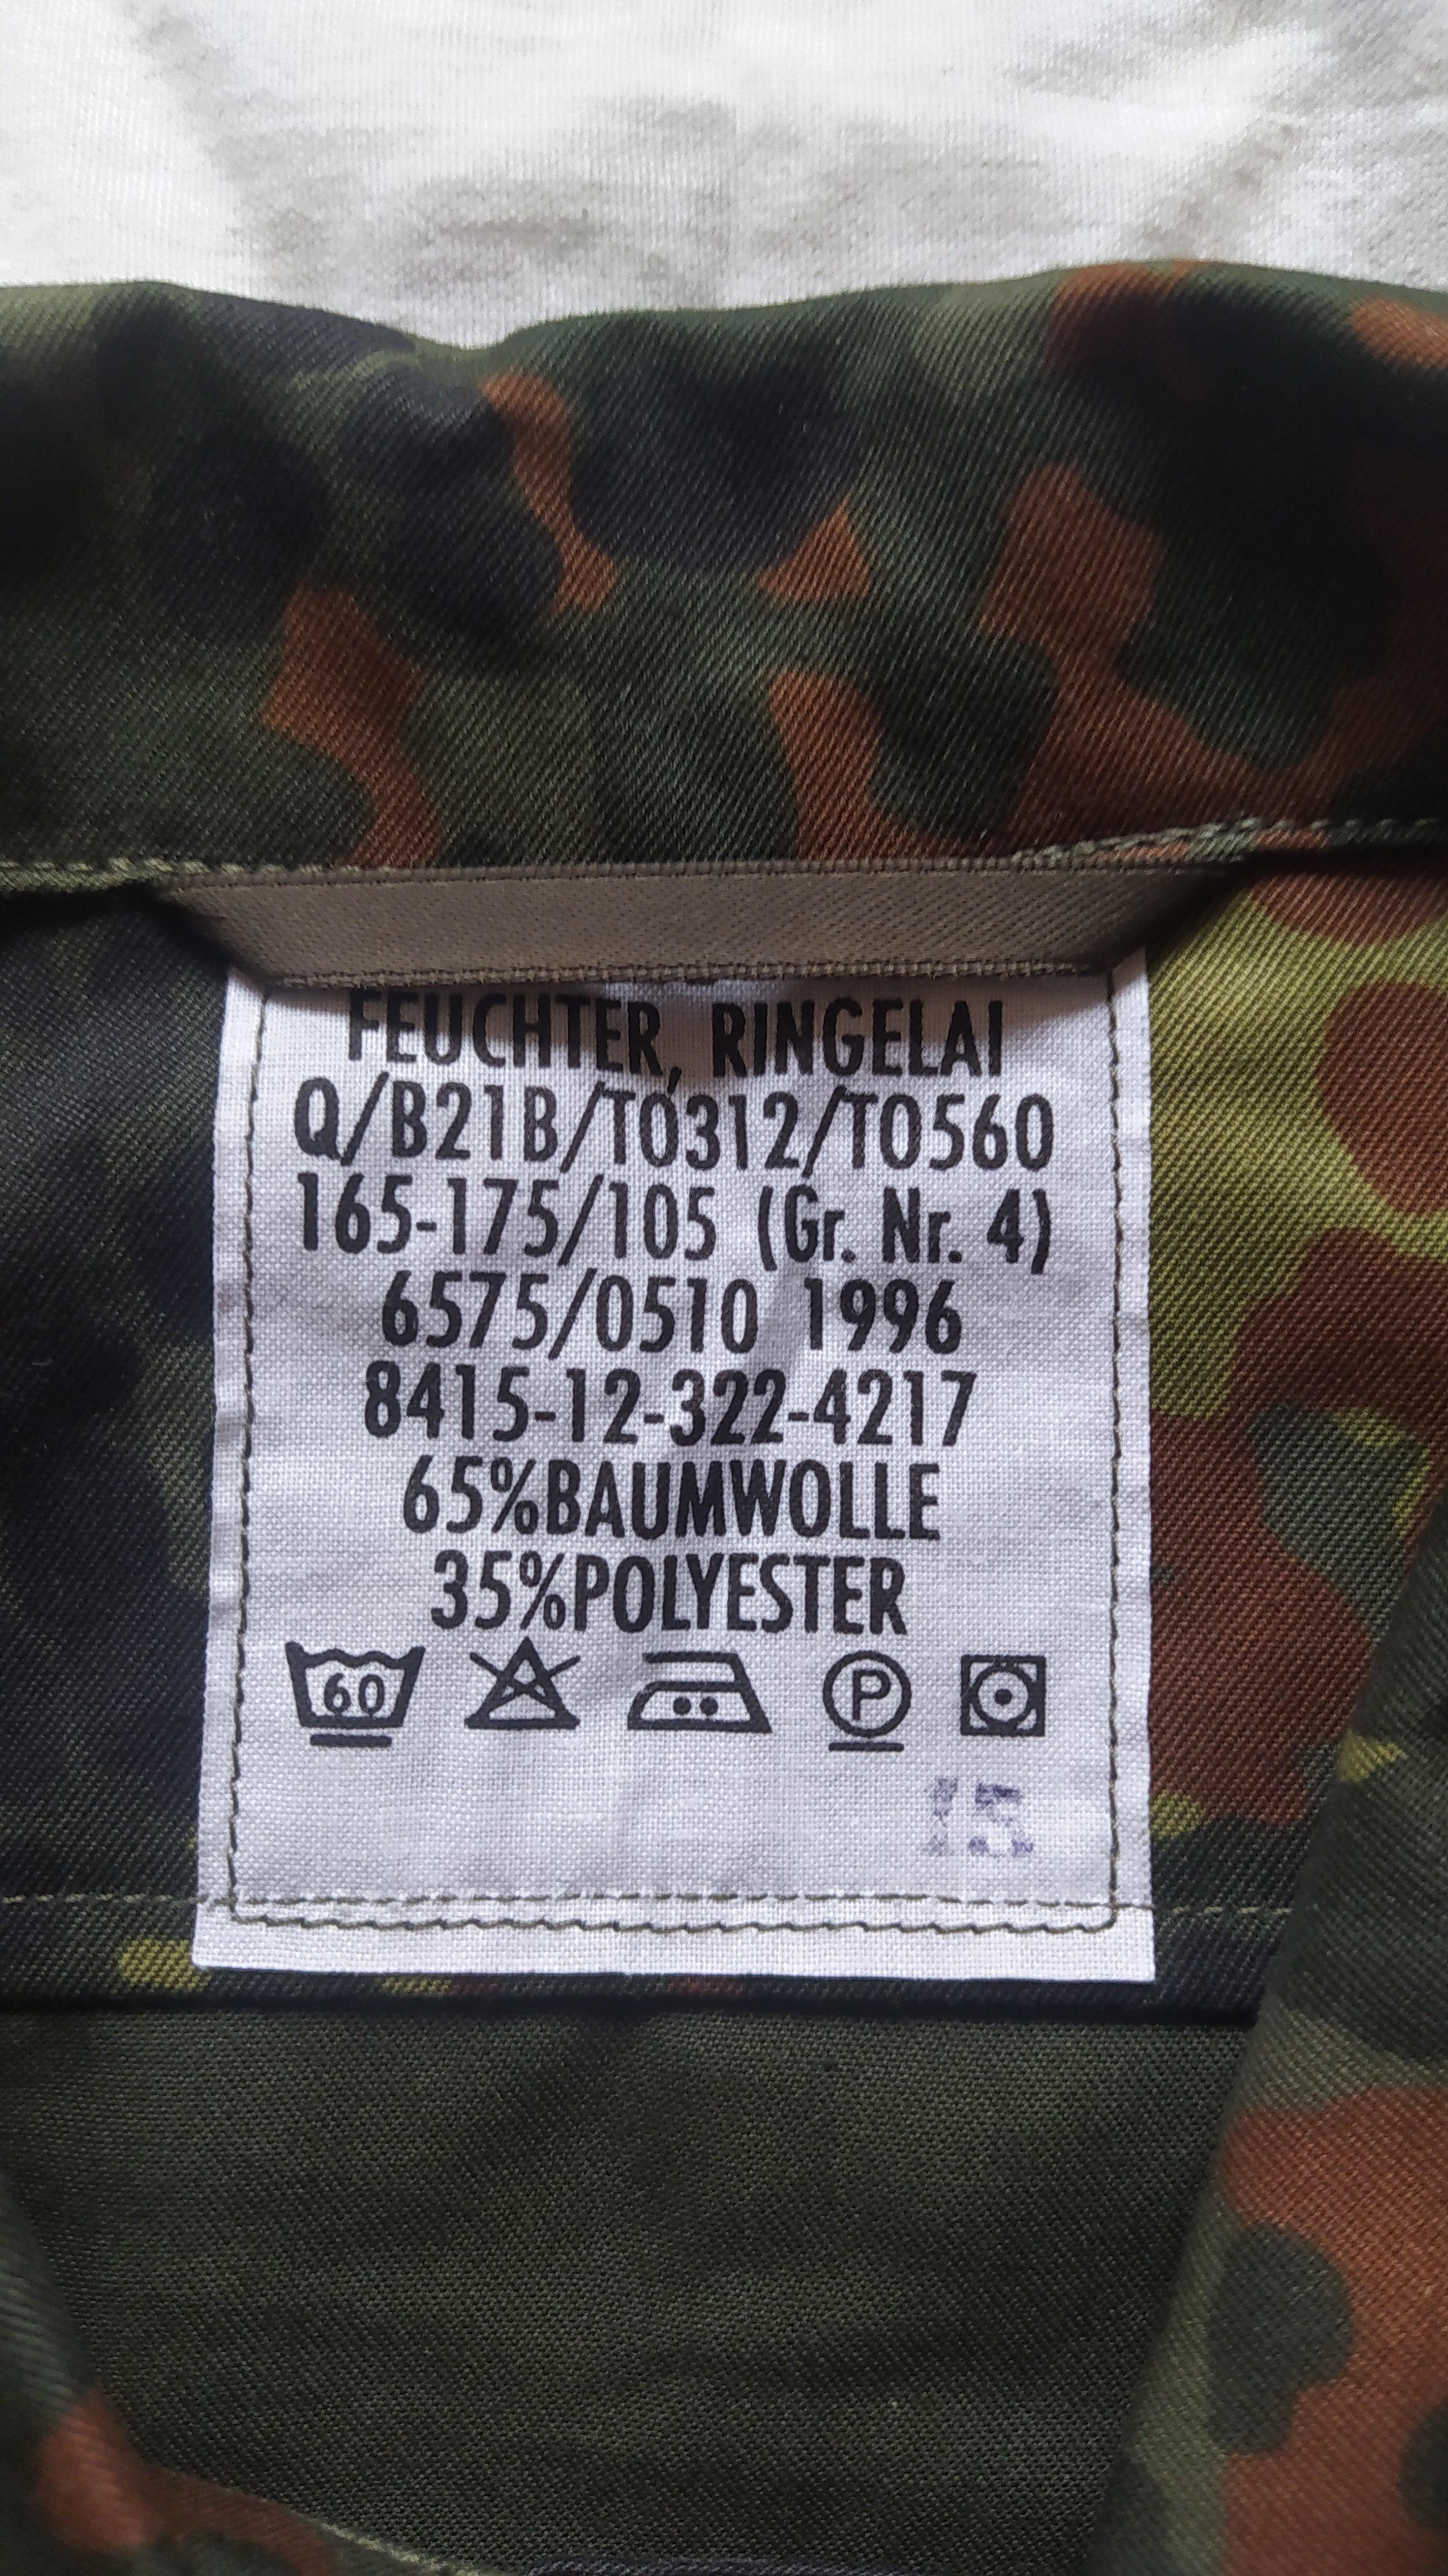 FEUCHTER, RINGELAI
Q/B21B/T0312/T0560
165-175/105 (Gr. Nr. 4)
6575/0510 1996
8415-12-322-4217
65%BAUMWOLLE
35%POLYESTER
60 P
15